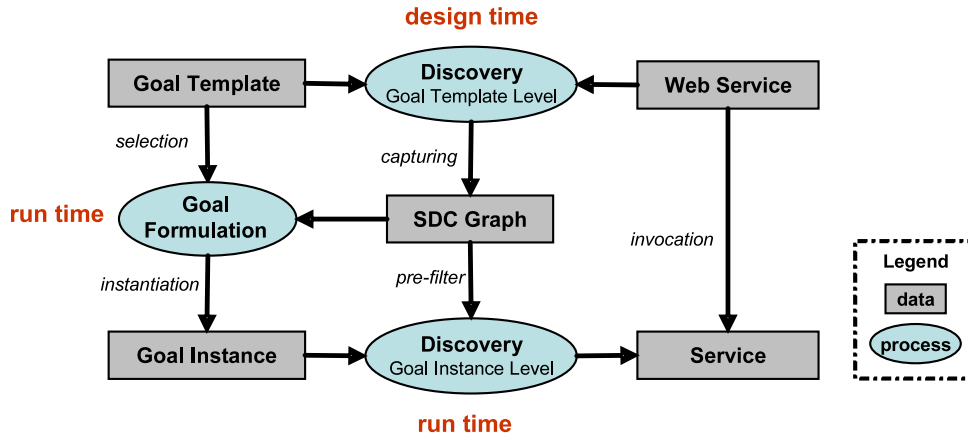 design time
Goal Template
Discovery
Goal Template Level
Web Service
selection
capturing
run time
Goal
Formulation
SDC Graph
invocation
instantiation
pre-filter
Legend
data
process
Goal Instance
Discovery
Goal Instance Level
Service
run time